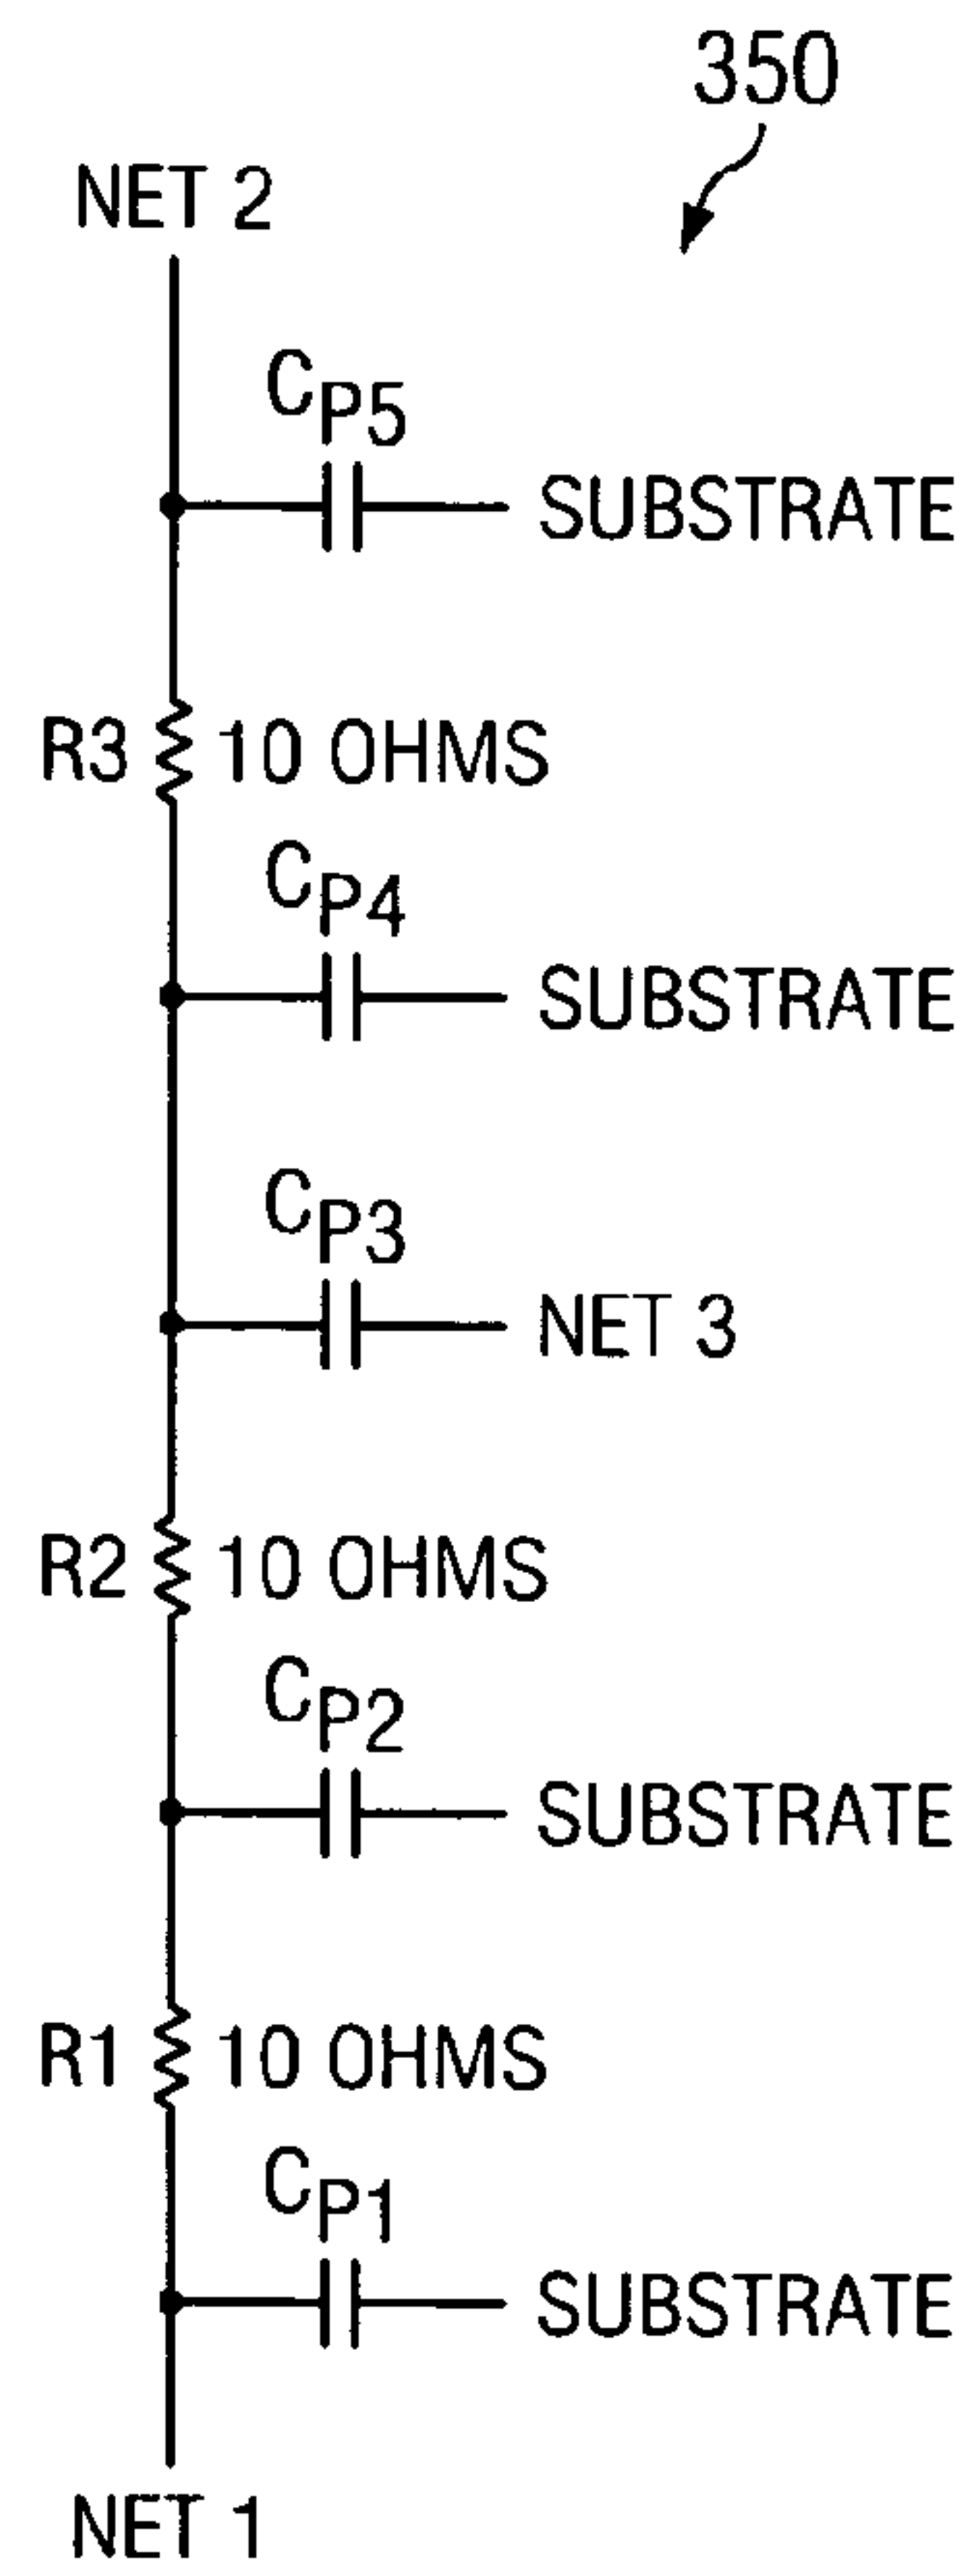 350
NET 2
CP5
SUBSTRATE
R3 10 OHMS
CP4
SUBSTRATE
CP3
NET 3
R2 10 OHMS
CP2
SUBSTRATE
R1 10 OHMS
CP1
SUBSTRATE
NET 1